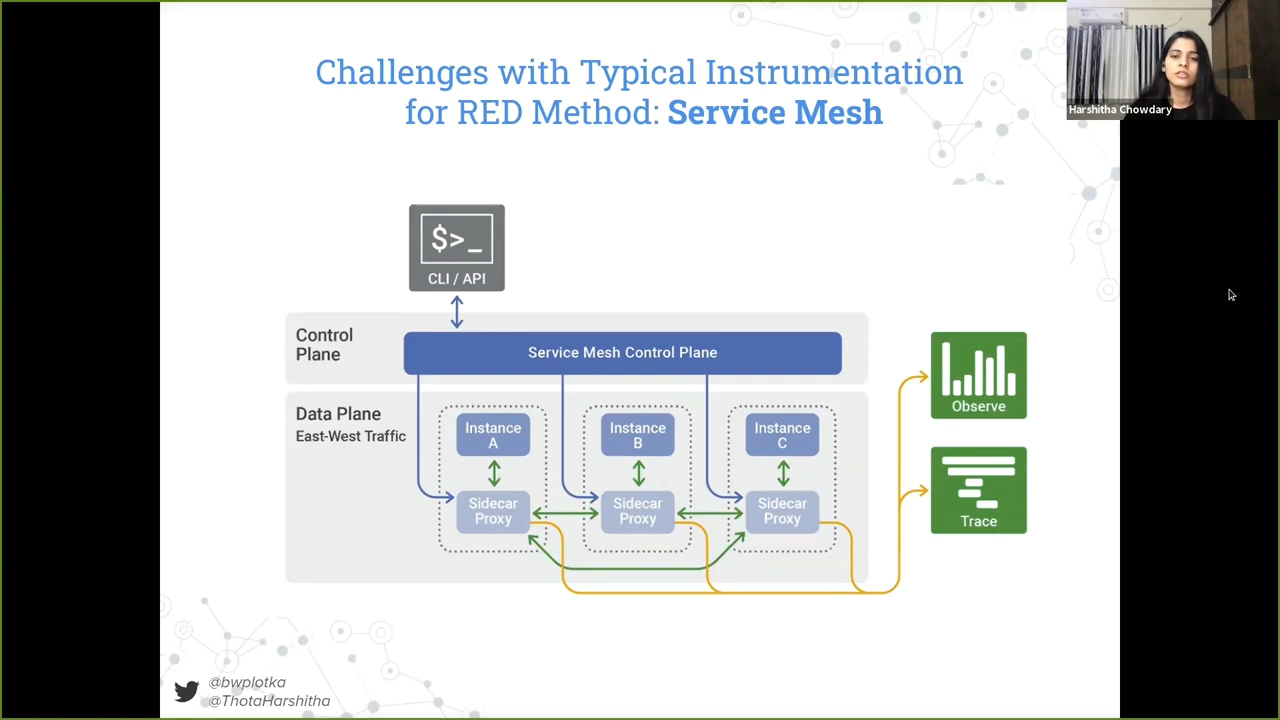 Challenges with Typical Instrumentation
for RED Method: Service Mesh
Harshitha Chowdary
$>_
CLI / API
Control
Plane
Service Mesh Control Plane
Data Plane
East-West Traffic
Instance
A
Instance
B
Instance
C
Sidecar
Proxy
Sidecar
Proxy
Sidecar
Proxy
Observe
Trace
@bwplotka
@ThotaHarshitha